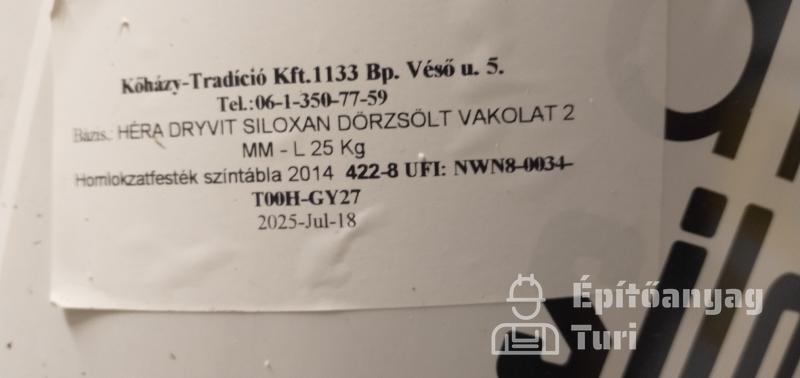 Kőházy-Tradíció Kft.1133 Bp. Véső u. 5.
Tel.:06-1-350-77-59
Bázis.: HÉRA DRYVIT SILOXAN DÖRZSÖLT VAKOLAT 2
MM - L 25 Kg
Homlokzatfesték színtábla 2014 422-8 UFI: NWN8-0034-
T00H-GY27
2025-Jul-18
Építőanyag
Turi